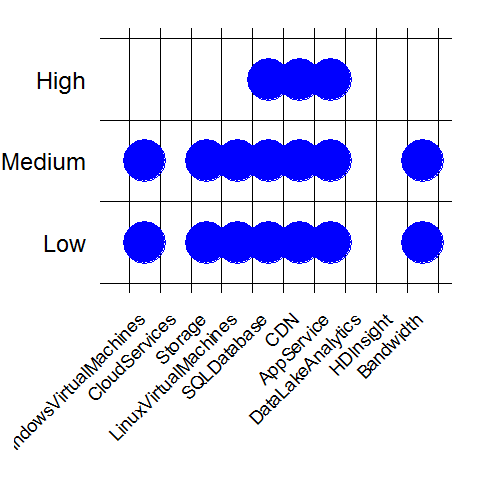 High
Medium
Low
ndowsVirtualMachines
CloudServices
Storage
LinuxVirtualMachines
SQLDatabase
CDN
AppService
DataLakeAnalytics
HDInsight
Bandwidth